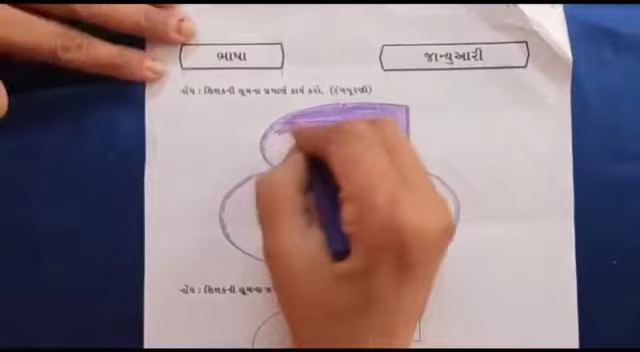 ભાષા
જાન્યુઆરી
નોંધ : શિક્ષકની સૂચના પ્રમાણે કાર્ય કરો. (રંગપૂરણી)
નોંધ : શિક્ષકની સૂચના પ્ર